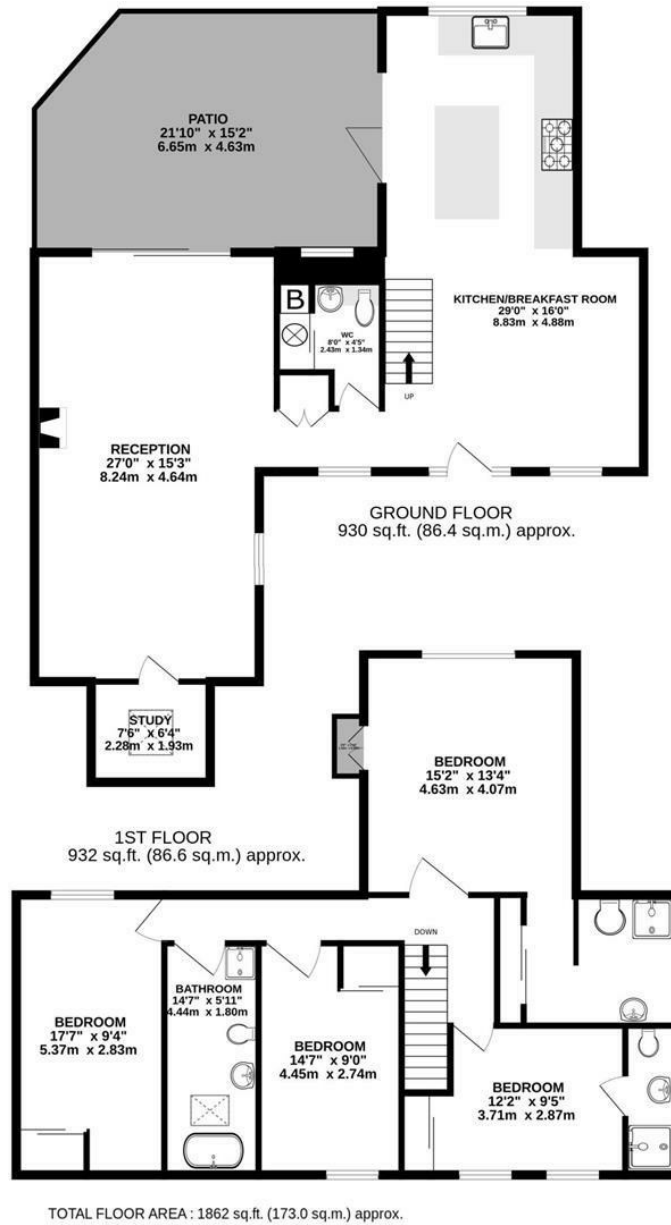 PATIO
21'10" x 15'2"
6.65m x 4.63m
KITCHEN/BREAKFAST ROOM
29'0" x 16'0"
8.83m x 4.88m
B
WC
8'0" x 4'5"
2.43m x 1.34m
UP
RECEPTION
27'0" x 15'3"
8.24m x 4.64m
GROUND FLOOR
930 sq.ft. (86.4 sq.m.) approx.
STUDY
7'6" x 6'4"
2.28m x 1.93m
1ST FLOOR
932 sq.ft. (86.6 sq.m.) approx.
BEDROOM
15'2" x 13'4"
4.63m x 4.07m
DOWN
BATHROOM
14'7" x 5'11"
4.44m x 1.80m
BEDROOM
17'7" x 9'4"
5.37m x 2.83m
BEDROOM
14'7" x 9'0"
4.45m x 2.74m
BEDROOM
12'2" x 9'5"
3.71m x 2.87m
TOTAL FLOOR AREA : 1862 sq.ft. (173.0 sq.m.) approx.